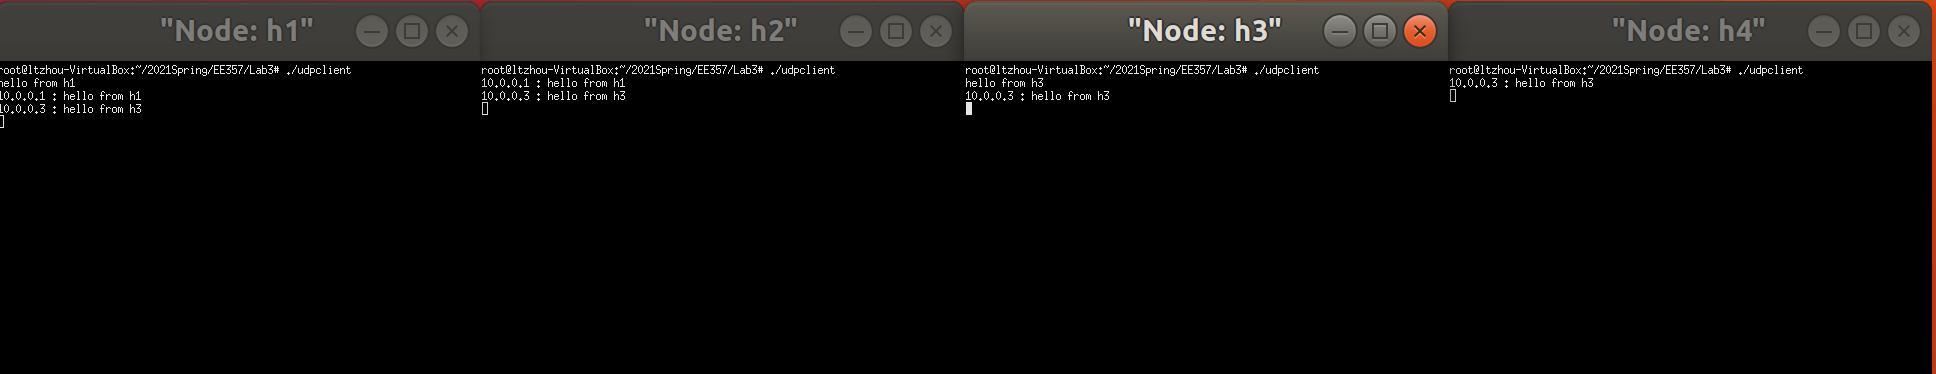 "Node: h1"
root@ltzhou-VirtualBox:~/2021Spring/EE357/Lab3# ./udpclient
hello from h1
10.0.0.1 : hello from h1
10.0.0.3 : hello from h3
"Node: h2"
root@ltzhou-VirtualBox:~/2021Spring/EE357/Lab3# ./udpclient
10.0.0.1 : hello from h1
10.0.0.3 : hello from h3
"Node: h3"
root@ltzhou-VirtualBox:~/2021Spring/EE357/Lab3# ./udpclient
hello from h3
10.0.0.3 : hello from h3
"Node: h4"
root@ltzhou-VirtualBox:~/2021Spring/EE357/Lab3# ./udpclient
10.0.0.3 : hello from h3